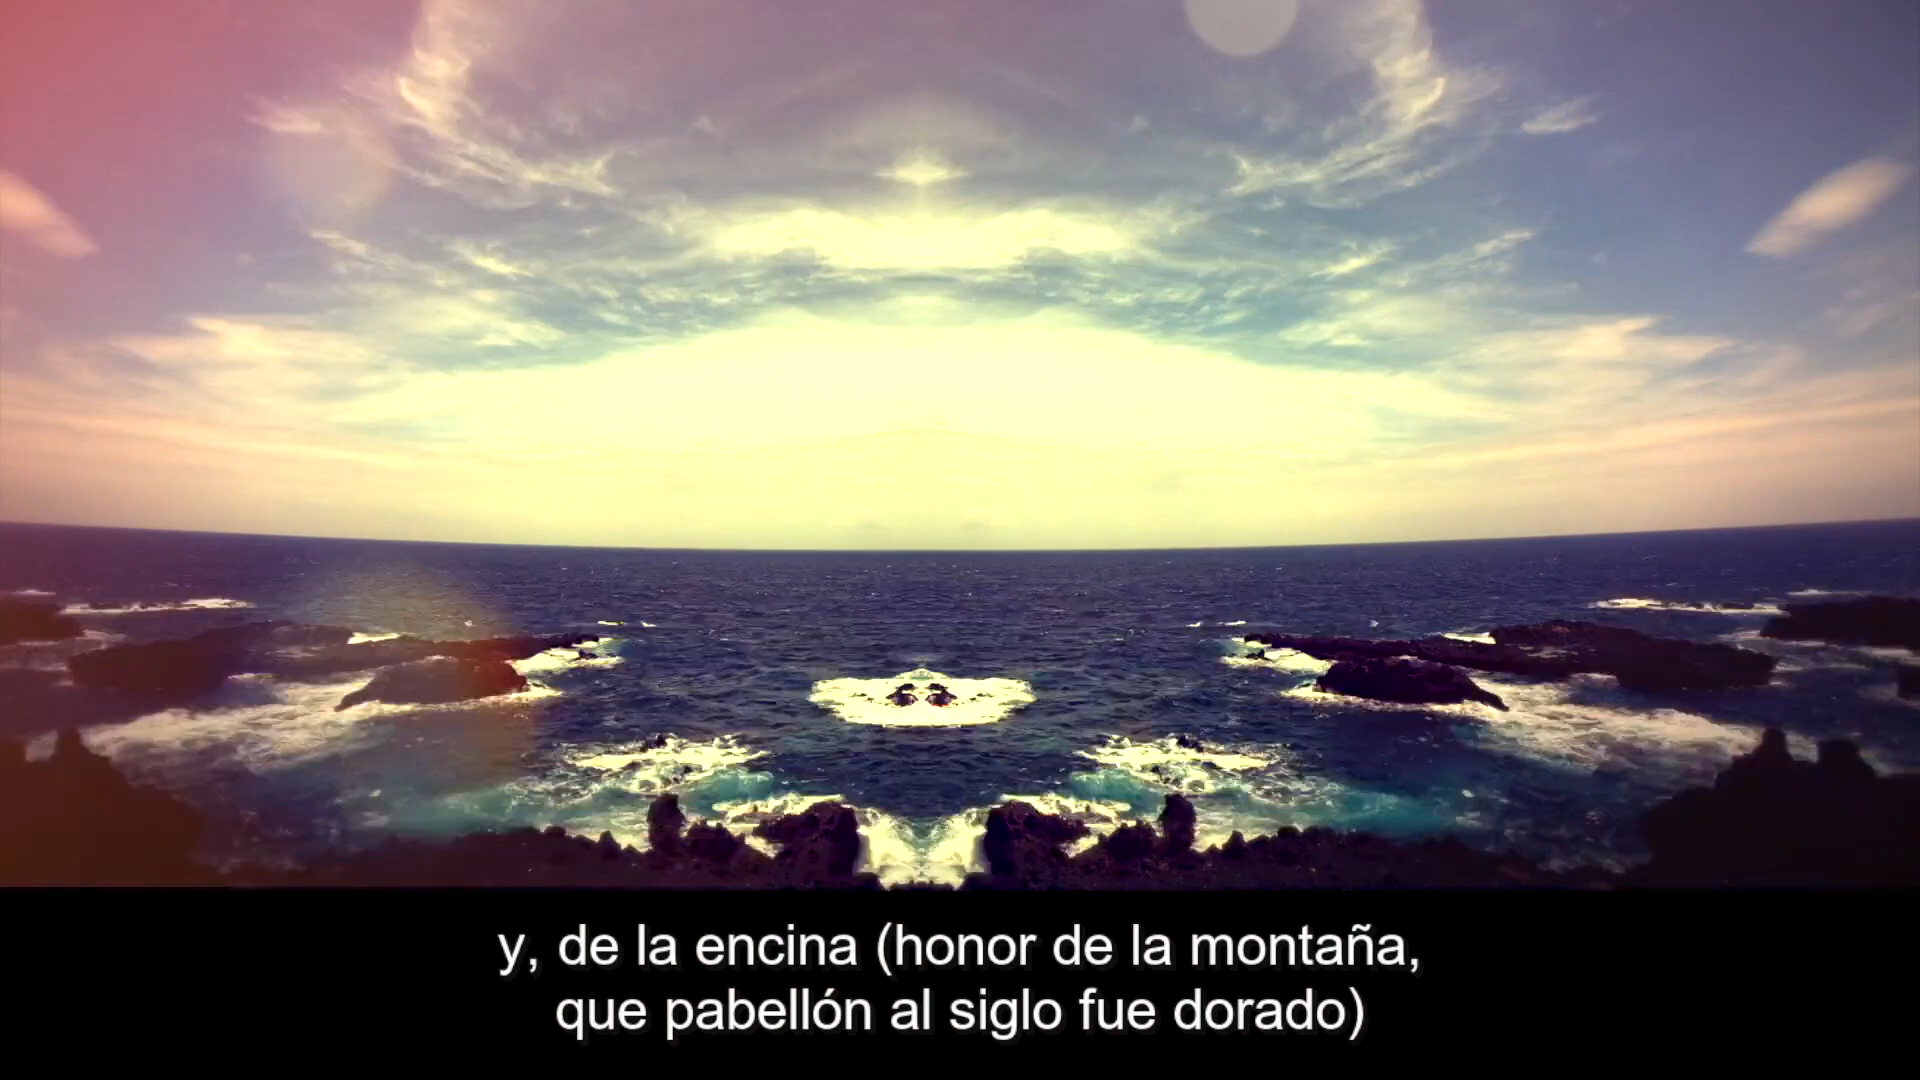 y, de la encina (honor de la montaña,
que pabellón al siglo fue dorado)